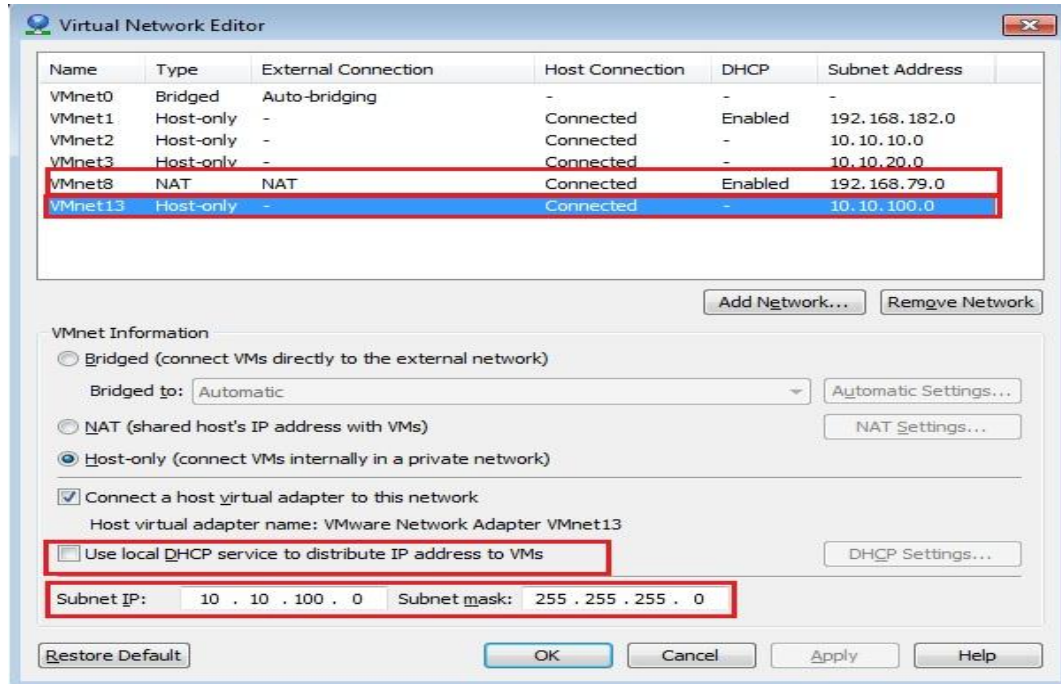 Virtual Network Editor
Name Type External Connection Host Connection DHCP Subnet Address
VMnet0 Bridged Auto-bridging - - -
VMnet1 Host-only - Connected Enabled 192.168.182.0
VMnet2 Host-only - Connected - 10.10.10.0
VMnet3 Host-only - Connected - 10.10.20.0
VMnet8 NAT NAT Connected Enabled 192.168.79.0
VMnet13 Host-only - Connected - 10.10.100.0
Add Network... Remove Network
VMnet Information
Bridged (connect VMs directly to the external network)
Bridged to: Automatic Automatic Settings...
NAT (shared host's IP address with VMs) NAT Settings...
Host-only (connect VMs internally in a private network)
Connect a host virtual adapter to this network
Host virtual adapter name: VMware Network Adapter VMnet13
Use local DHCP service to distribute IP address to VMs DHCP Settings...
Subnet IP: 10 . 10 . 100 . 0 Subnet mask: 255 . 255 . 255 . 0
Restore Default OK Cancel Apply Help